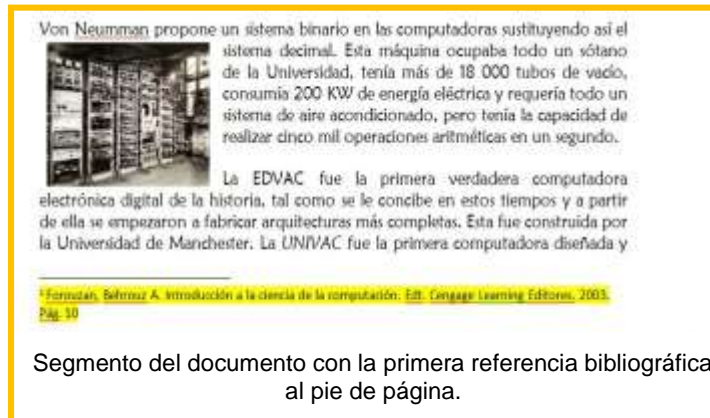 Von Neumman propone un sistema binario en las computadoras sustituyendo así el
sistema decimal. Esta máquina ocupaba todo un sótano
de la Universidad, tenía más de 18 000 tubos de vacío,
consumía 200 KW de energía eléctrica y requería todo un
sistema de aire acondicionado, pero tenía la capacidad de
realizar cinco mil operaciones aritméticas en un segundo.
La EDVAC fue la primera verdadera computadora
electrónica digital de la historia, tal como se le concibe en estos tiempos y a partir
de ella se empezaron a fabricar arquitecturas más completas. Esta fue construida por
la Universidad de Manchester. La UNIVAC fue la primera computadora diseñada y
Forouzan, Behrouz A. Introducción a la ciencia de la computación. Edt. Cengage Learning Editores. 2003.
Pág. 10
Segmento del documento con la primera referencia bibliográfica
al pie de página.